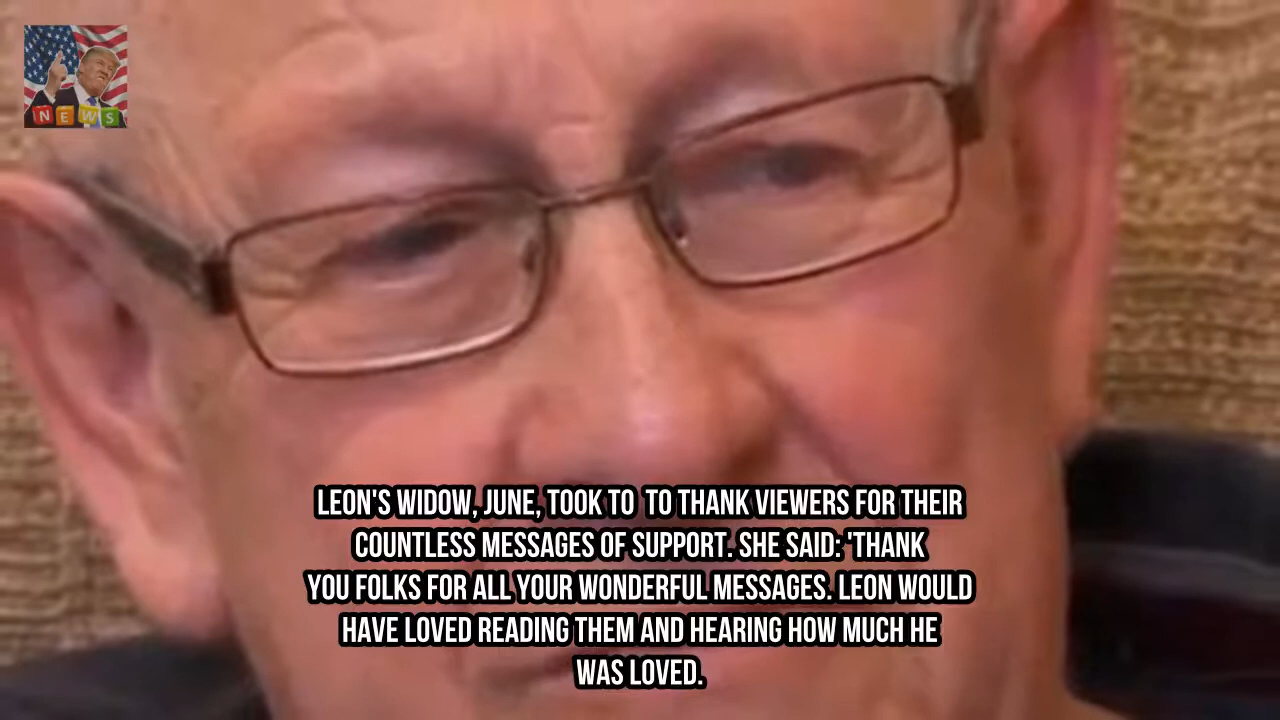 NEWS
LEON'S WIDOW, JUNE, TOOK TO  TO THANK VIEWERS FOR THEIR
COUNTLESS MESSAGES OF SUPPORT. SHE SAID: 'THANK
YOU FOLKS FOR ALL YOUR WONDERFUL MESSAGES. LEON WOULD
HAVE LOVED READING THEM AND HEARING HOW MUCH HE
WAS LOVED.